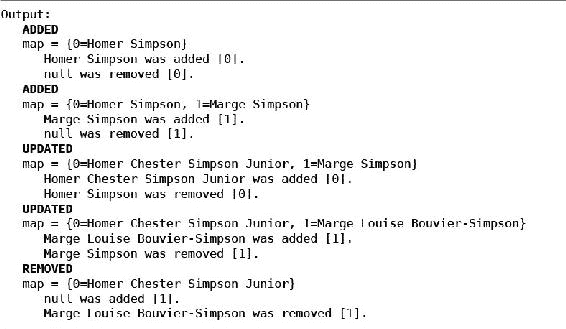 Output:
ADDED
map = {0=Homer Simpson}
Homer Simpson was added [0].
null was removed [0].
ADDED
map = {0=Homer Simpson, 1=Marge Simpson}
Marge Simpson was added [1].
null was removed [1].
UPDATED
map = {0=Homer Chester Simpson Junior, 1=Marge Simpson}
Homer Chester Simpson Junior was added [0].
Homer Simpson was removed [0].
UPDATED
map = {0=Homer Chester Simpson Junior, 1=Marge Louise Bouvier-Simpson}
Marge Louise Bouvier-Simpson was added [1].
Marge Simpson was removed [1].
REMOVED
map = {0=Homer Chester Simpson Junior}
null was added [1].
Marge Louise Bouvier-Simpson was removed [1].